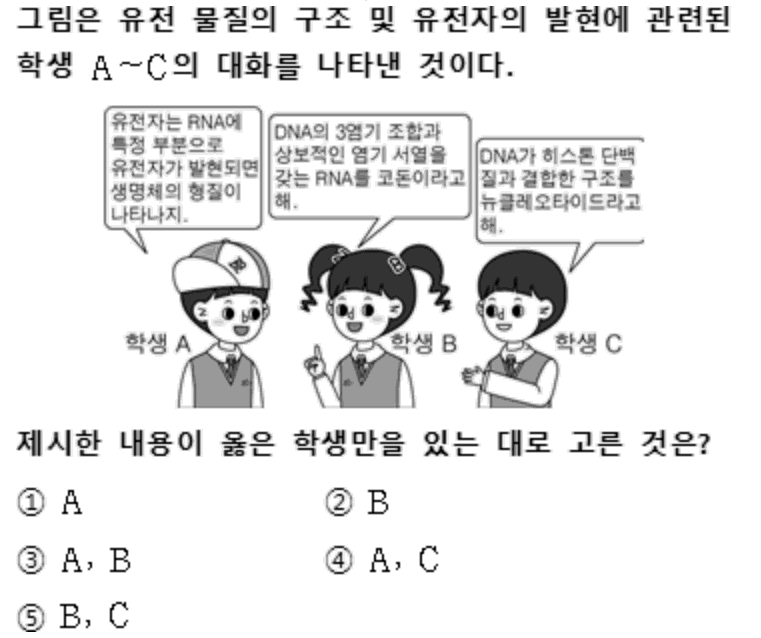 그림은 유전 물질의 구조 및 유전자의 발현에 관련된
학생 A~C의 대화를 나타낸 것이다.
유전자는 RNA에
특정 부분으로
유전자가 발현되면
생명체의 형질이
나타나지.
DNA의 3염기 조합과
상보적인 염기 서열을
갖는 RNA를 코돈이라고
해.
DNA가 히스톤 단백
질과 결합한 구조를
뉴클레오타이드라고
해.
학생 A
학생 B
학생 C
제시한 내용이 옳은 학생만을 있는 대로 고른 것은?
① A
② B
③ A, B
④ A, C
⑤ B, C